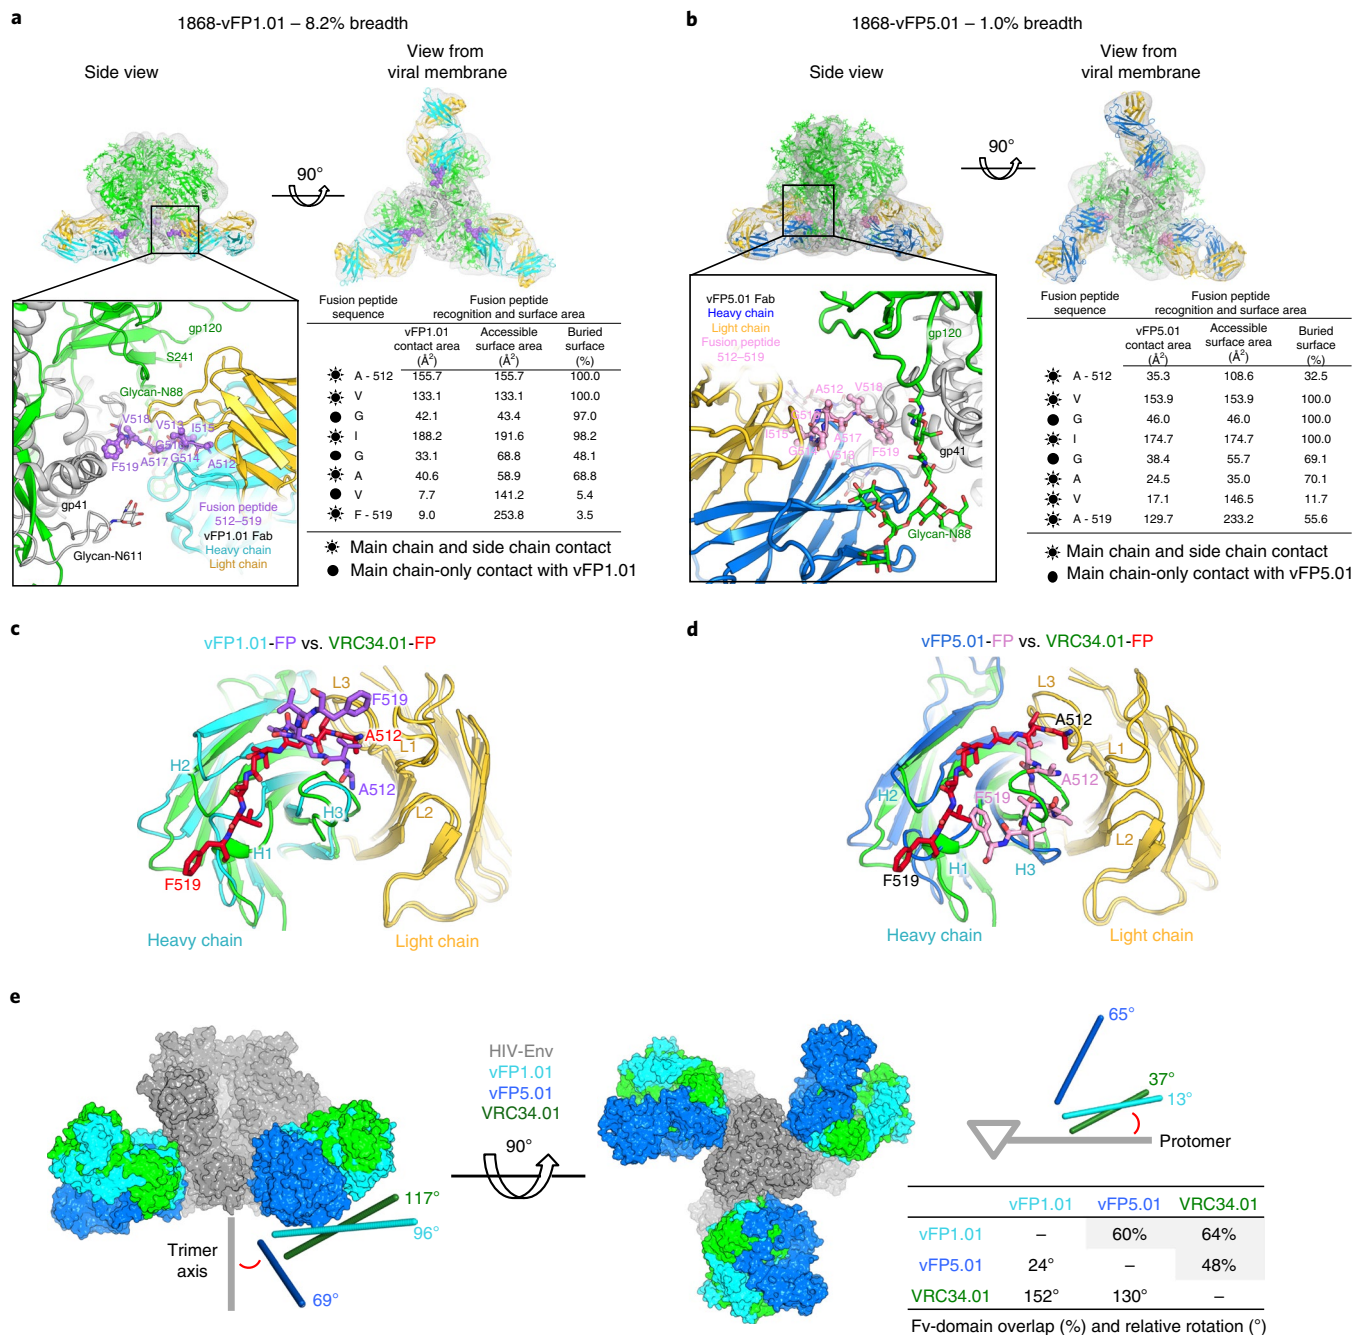 a
1868-vFP1.01 – 8.2% breadth
Side view
View from
viral membrane
90°
gp120
S241
Glycan-N88
V518
V513
I515
G516
F519
A517
G514
A512
gp41
Fusion peptide
512–519
vFP1.01 Fab
Heavy chain
Light chain
Glycan-N611
Fusion peptide sequence
Fusion peptide recognition and surface area
vFP1.01 contact area (Å²)
Accessible surface area (Å²)
Buried surface (%)
A - 512 155.7 155.7 100.0
V 133.1 133.1 100.0
G 42.1 43.4 97.0
I 188.2 191.6 98.2
G 33.1 68.8 48.1
A 40.6 58.9 68.8
V 7.7 141.2 5.4
F - 519 9.0 253.8 3.5
Main chain and side chain contact
Main chain-only contact with vFP1.01
b
1868-vFP5.01 – 1.0% breadth
Side view
View from
viral membrane
90°
vFP5.01 Fab
Heavy chain
Light chain
Fusion peptide
512–519
gp120
A512
V518
I515
G514
A517
V513
F519
gp41
Glycan-N88
Fusion peptide sequence
Fusion peptide recognition and surface area
vFP5.01 contact area (Å²)
Accessible surface area (Å²)
Buried surface (%)
A - 512 35.3 108.6 32.5
V 153.9 153.9 100.0
G 46.0 46.0 100.0
I 174.7 174.7 100.0
G 38.4 55.7 69.1
A 24.5 35.0 70.1
V 17.1 146.5 11.7
A - 519 129.7 233.2 55.6
Main chain and side chain contact
Main chain-only contact with vFP5.01
c
vFP1.01-FP vs. VRC34.01-FP
L3
F519
A512
L1
H2
A512
H3
L2
H1
F519
Heavy chain
Light chain
d
vFP5.01-FP vs. VRC34.01-FP
L3
A512
L1
A512
H2
F519
L2
H1
H3
F519
Heavy chain
Light chain
e
HIV-Env
vFP1.01
vFP5.01
VRC34.01
90°
117°
96°
69°
Trimer
axis
65°
37°
13°
Protomer
vFP1.01 vFP5.01 VRC34.01
vFP1.01 – 60% 64%
vFP5.01 24° – 48%
VRC34.01 152° 130° –
Fv-domain overlap (%) and relative rotation (°)